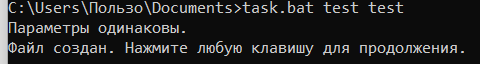 C:\Users\Пользо\Documents>task.bat test test
Параметры одинаковы.
Файл создан. Нажмите любую клавишу для продолжения.